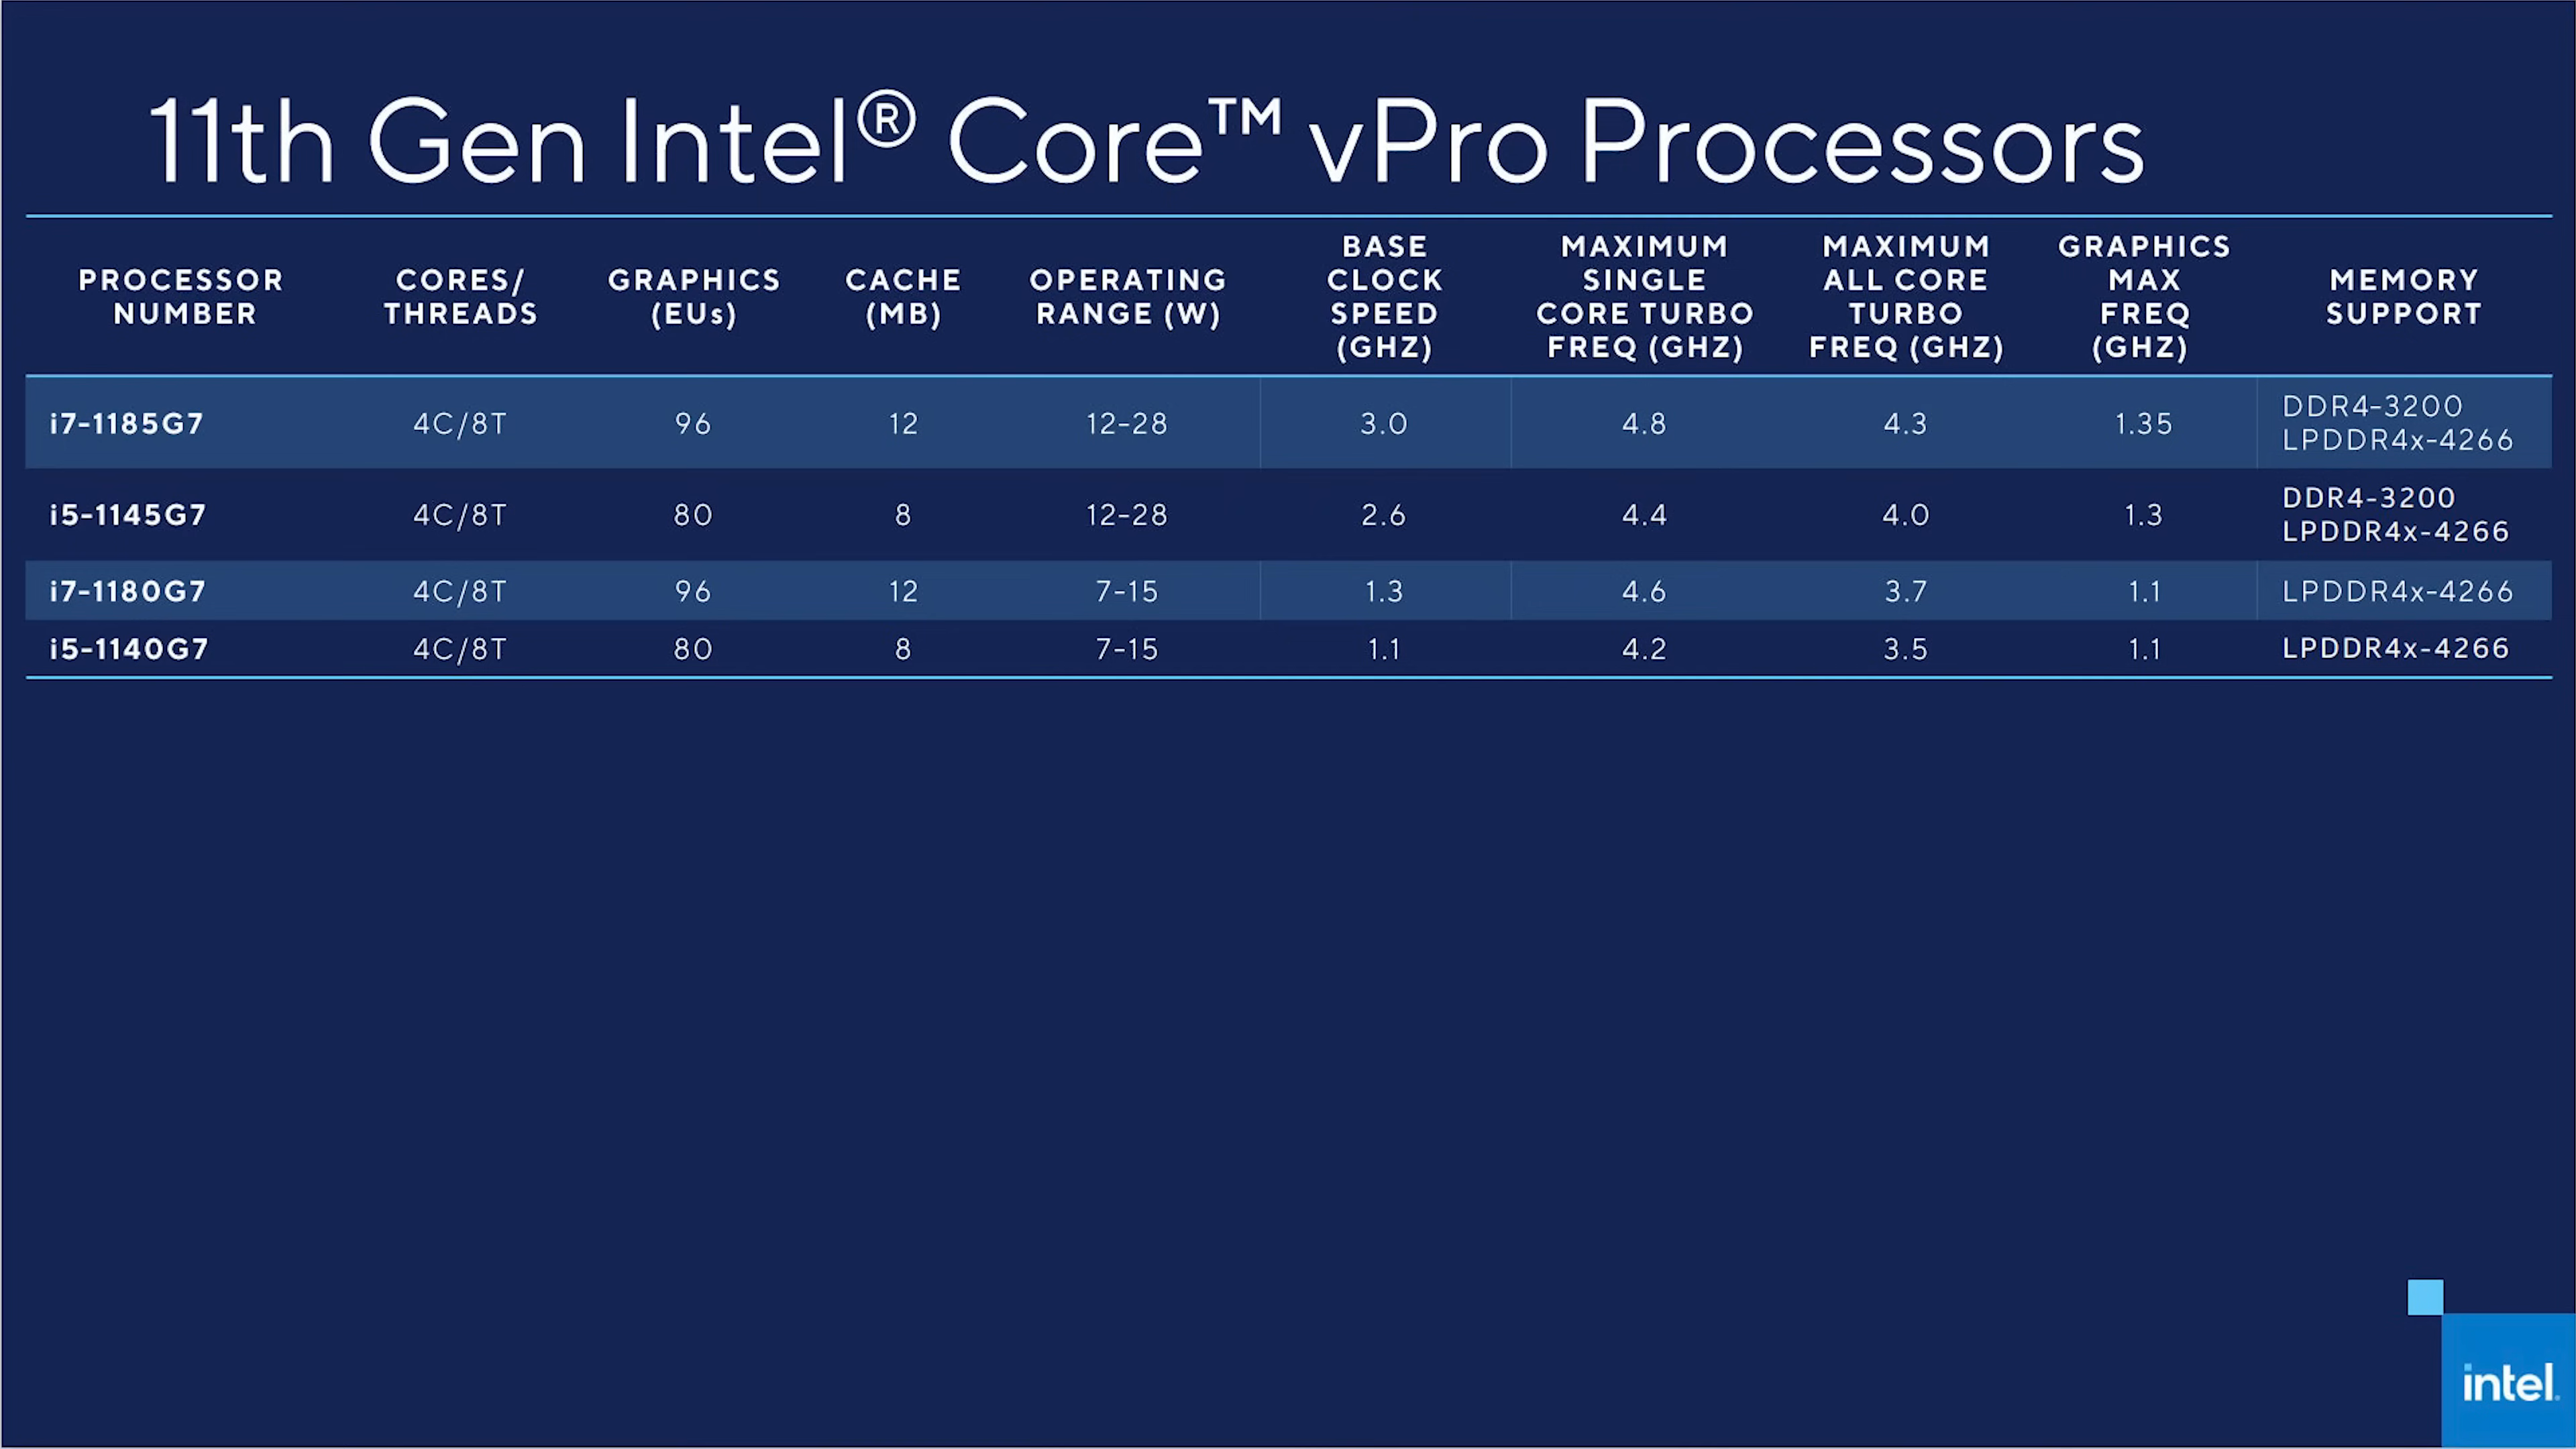 11th Gen Intel® Core™ vPro Processors
PROCESSOR NUMBER CORES/ THREADS GRAPHICS (EUs) CACHE (MB) OPERATING RANGE (W) BASE CLOCK SPEED (GHZ) MAXIMUM SINGLE CORE TURBO FREQ (GHZ) MAXIMUM ALL CORE TURBO FREQ (GHZ) GRAPHICS MAX FREQ (GHZ) MEMORY SUPPORT
i7-1185G7 4C/8T 96 12 12-28 3.0 4.8 4.3 1.35 DDR4-3200 LPDDR4x-4266
i5-1145G7 4C/8T 80 8 12-28 2.6 4.4 4.0 1.3 DDR4-3200 LPDDR4x-4266
i7-1180G7 4C/8T 96 12 7-15 1.3 4.6 3.7 1.1 LPDDR4x-4266
i5-1140G7 4C/8T 80 8 7-15 1.1 4.2 3.5 1.1 LPDDR4x-4266
intel.